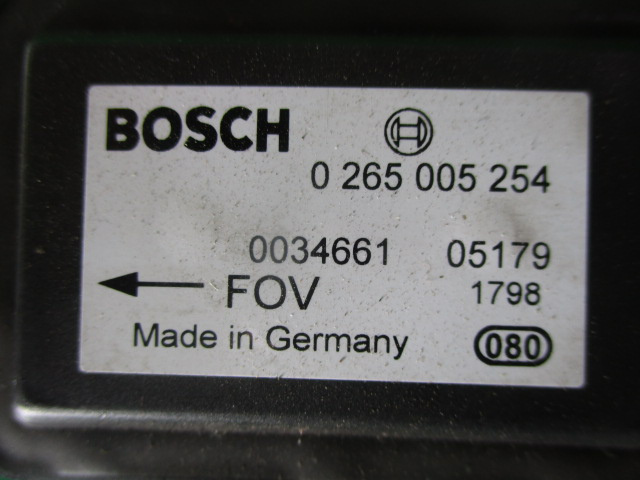 BOSCH
0 265 005 254
0034661 05179
FOV 1798
Made in Germany 080